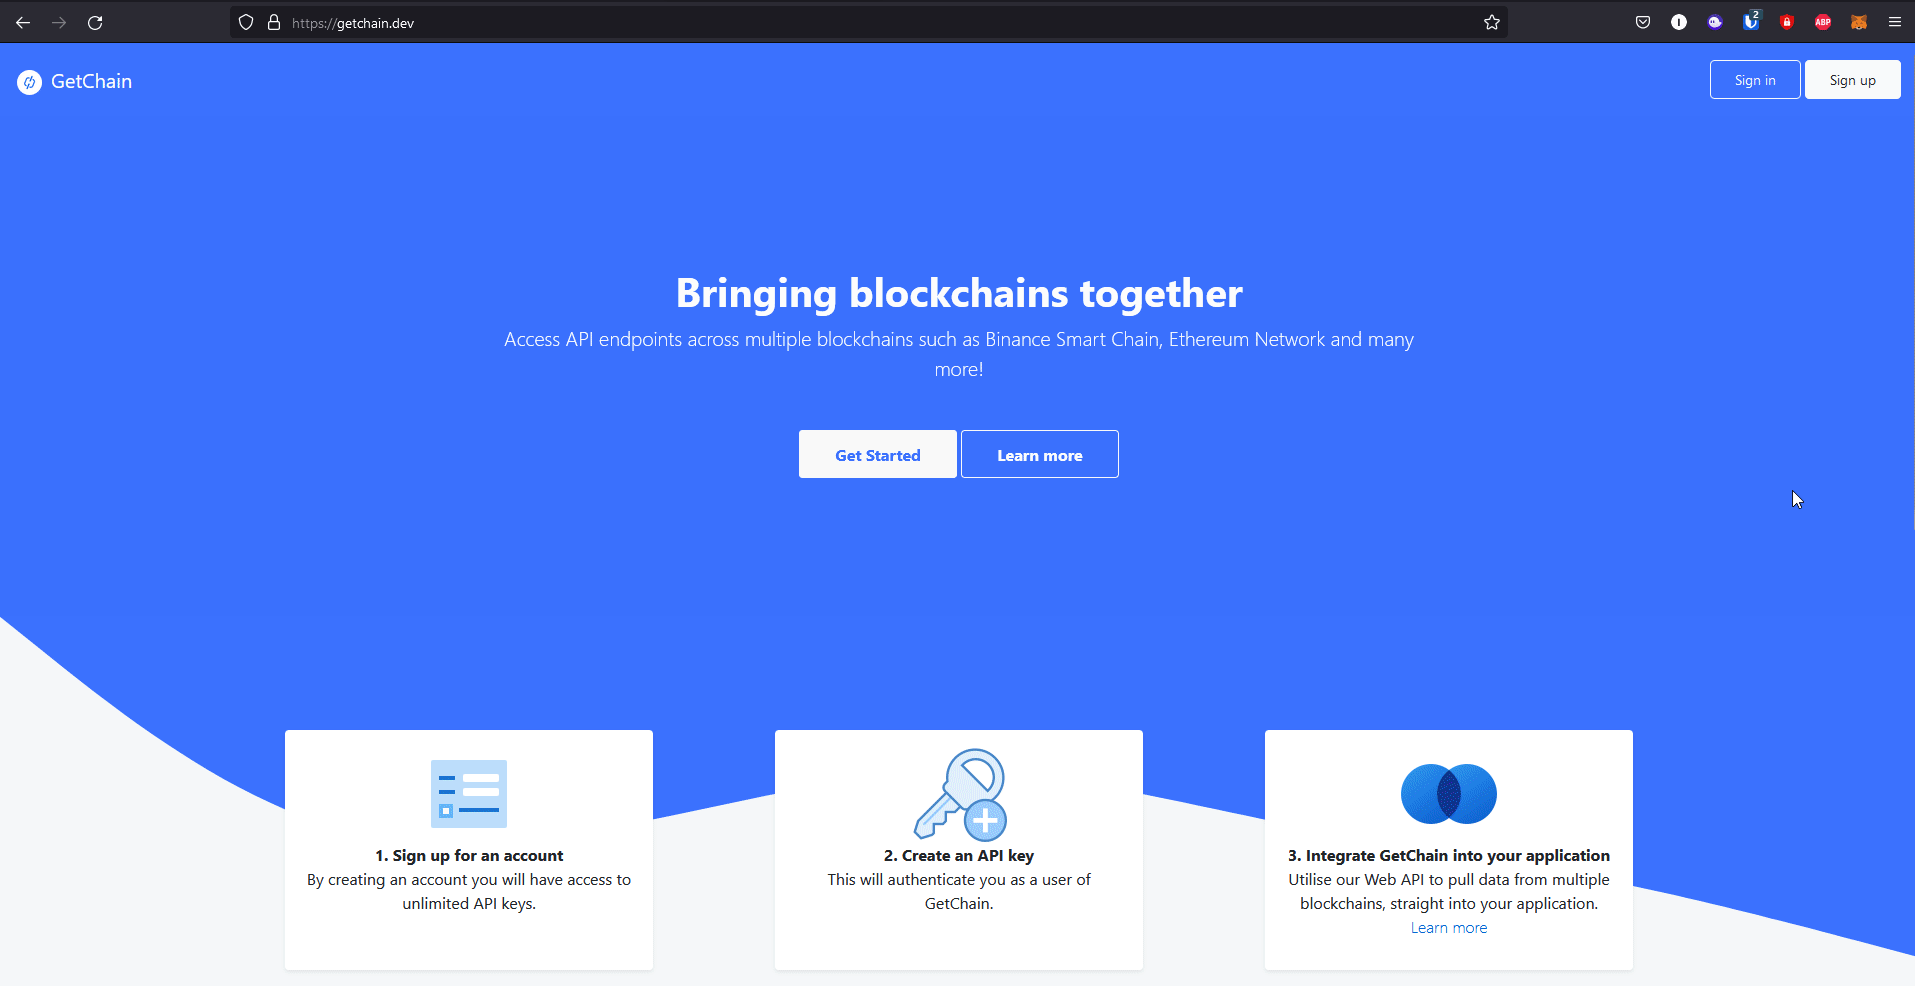 https://getchain.dev
2
ABP
GetChain
Sign in
Sign up
Bringing blockchains together
Access API endpoints across multiple blockchains such as Binance Smart Chain, Ethereum Network and many
more!
Get Started
Learn more
1. Sign up for an account
By creating an account you will have access to
unlimited API keys.
2. Create an API key
This will authenticate you as a user of
GetChain.
3. Integrate GetChain into your application
Utilise our Web API to pull data from multiple
blockchains, straight into your application.
Learn more